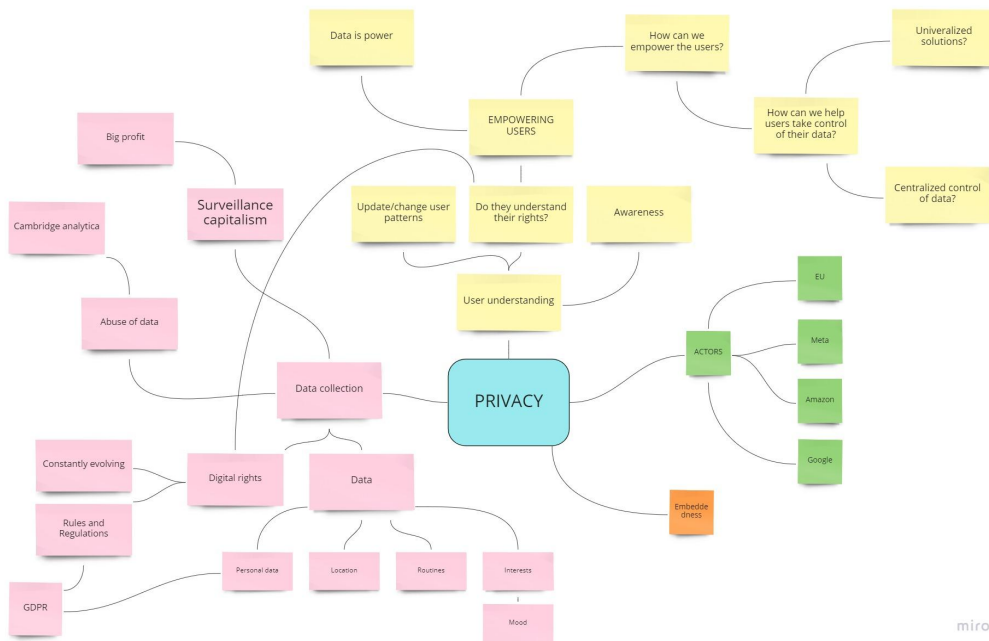 Data is power
How can we
empower the users?
Univeralized
solutions?
EMPOWERING
USERS
How can we help
users take control
of their data?
Big profit
Surveillance
capitalism
Update/change user
patterns
Do they understand
their rights?
Awareness
Centralized control
of data?
Cambridge analytica
User understanding
EU
Abuse of data
ACTORS
Meta
Data collection
PRIVACY
Amazon
Constantly evolving
Digital rights
Data
Google
Rules and
Regulations
Embedde
dness
Personal data
Location
Routines
Interests
GDPR
Mood
miro